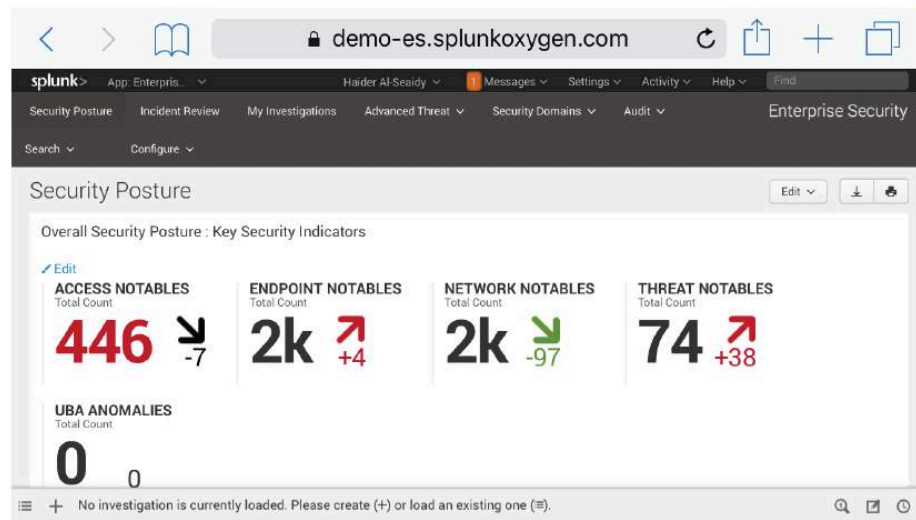 demo-es.splunkoxygen.com
splunk> App: Enterpris... Haider Al-Seaidy 1 Messages Settings Activity Help Find
Security Posture Incident Review My Investigations Advanced Threat Security Domains Audit Enterprise Security
Search Configure
Security Posture Edit
Overall Security Posture : Key Security Indicators
Edit
ACCESS NOTABLES ENDPOINT NOTABLES NETWORK NOTABLES THREAT NOTABLES
Total Count Total Count Total Count Total Count
446 -7 2k +4 2k -97 74 +38
UBA ANOMALIES
Total Count
0 0
No investigation is currently loaded. Please create (+) or load an existing one (≡).